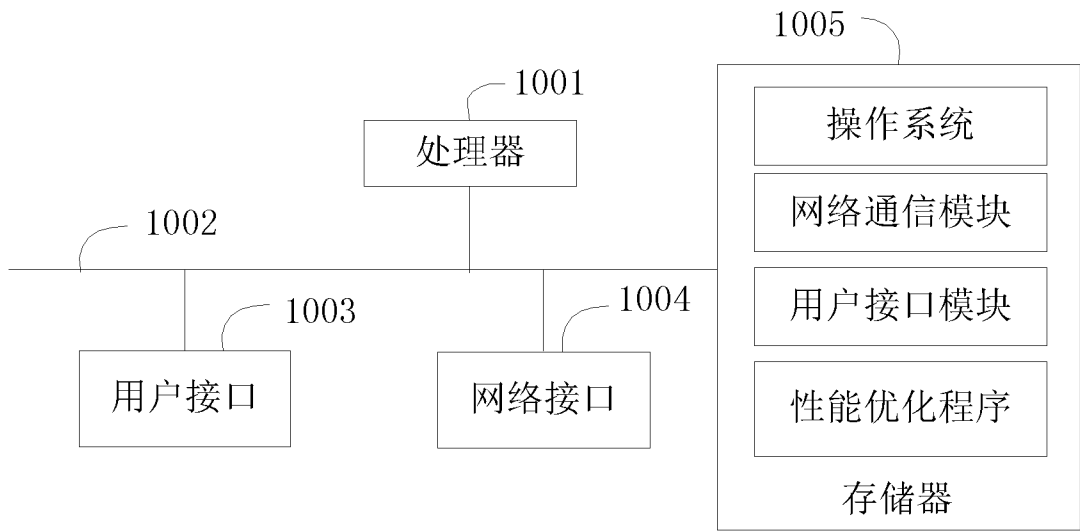 1005
1001
操作系统
处理器
网络通信模块
1002
1003
1004
用户接口模块
用户接口
网络接口
性能优化程序
存储器